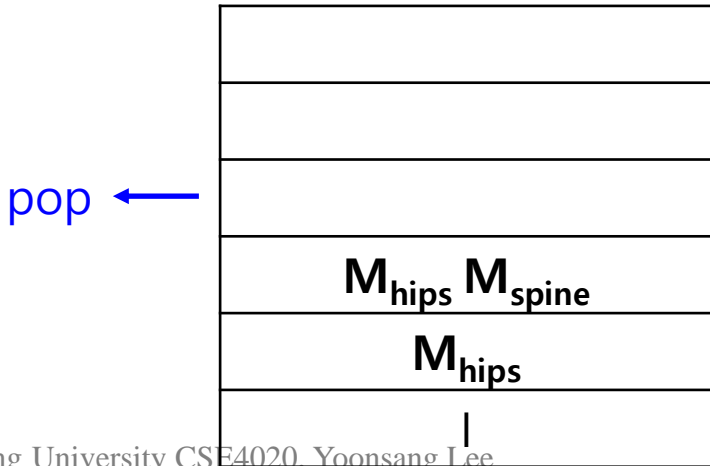 pop
M_hips M_spine
M_hips
I
ng University CSE4020, Yoonsang Lee